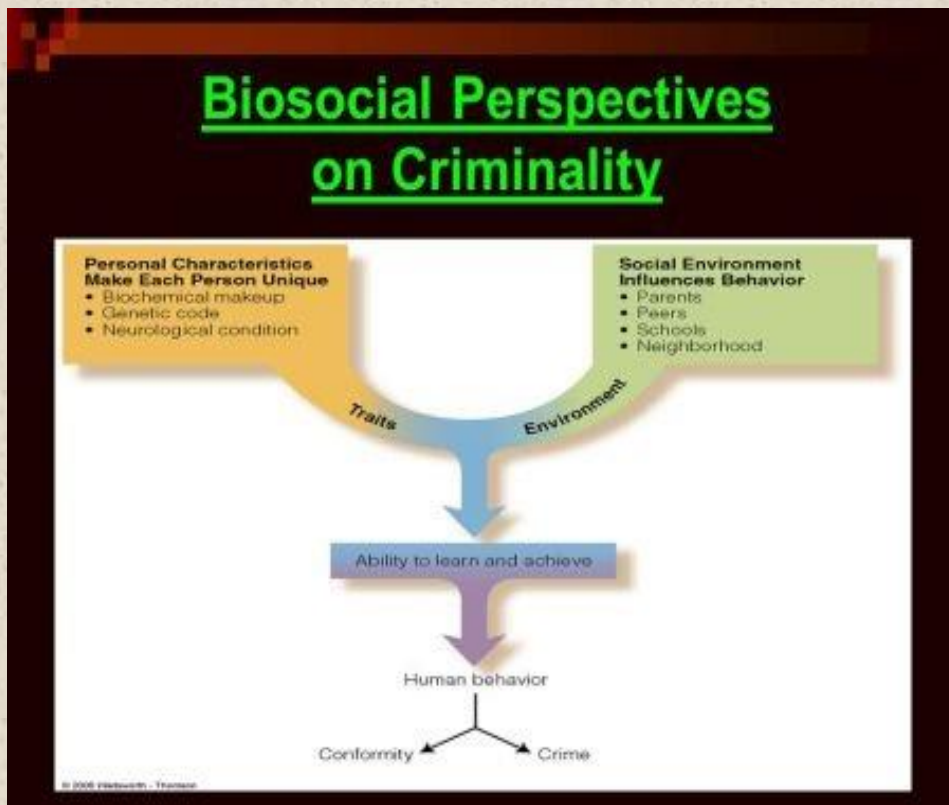 Biosocial Perspectives
on Criminality
Personal Characteristics
Make Each Person Unique
• Biochemical makeup
• Genetic code
• Neurological condition
Social Environment
Influences Behavior
• Parents
• Peers
• Schools
• Neighborhood
Traits
Environment
Ability to learn and achieve
Human behavior
Conformity
Crime